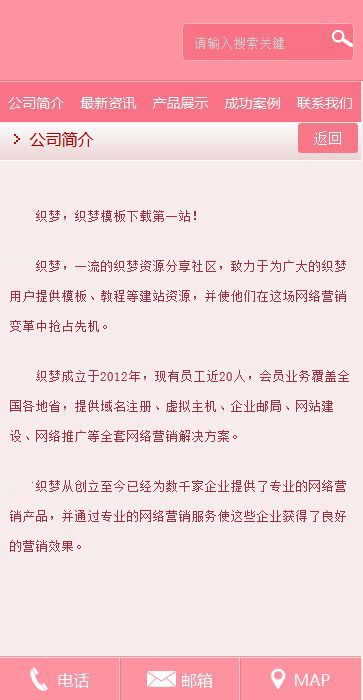 请输入搜索关键
公司简介 最新资讯 产品展示 成功案例 联系我们
公司简介 返回
织梦，织梦模板下载第一站！
织梦，一流的织梦资源分享社区，致力于为广大的织梦
用户提供模板、教程等建站资源，并使他们在这场网络营销
变革中抢占先机。
织梦成立于2012年，现有员工近20人，会员业务覆盖全
国各地省，提供域名注册、虚拟主机、企业邮局、网站建
设、网络推广等全套网络营销解决方案。
织梦从创立至今已经为数千家企业提供了专业的网络营
销产品，并通过专业的网络营销服务使这些企业获得了良好
的营销效果。
电话 邮箱 MAP